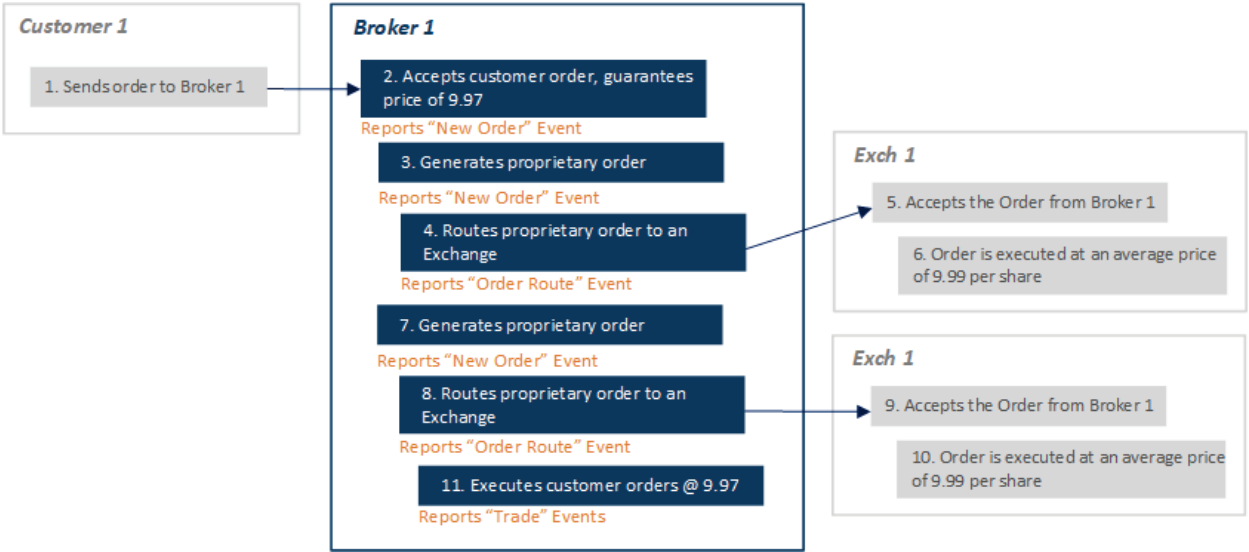 Customer 1
1. Sends order to Broker 1
Broker 1
2. Accepts customer order, guarantees
price of 9.97
Reports “New Order” Event
3. Generates proprietary order
Reports “New Order” Event
4. Routes proprietary order to an
Exchange
Reports “Order Route” Event
Exch 1
5. Accepts the Order from Broker 1
6. Order is executed at an average price
of 9.99 per share
7. Generates proprietary order
Reports “New Order” Event
8. Routes proprietary order to an
Exchange
Reports “Order Route” Event
Exch 1
9. Accepts the Order from Broker 1
10. Order is executed at an average price
of 9.99 per share
11. Executes customer orders @ 9.97
Reports “Trade” Events